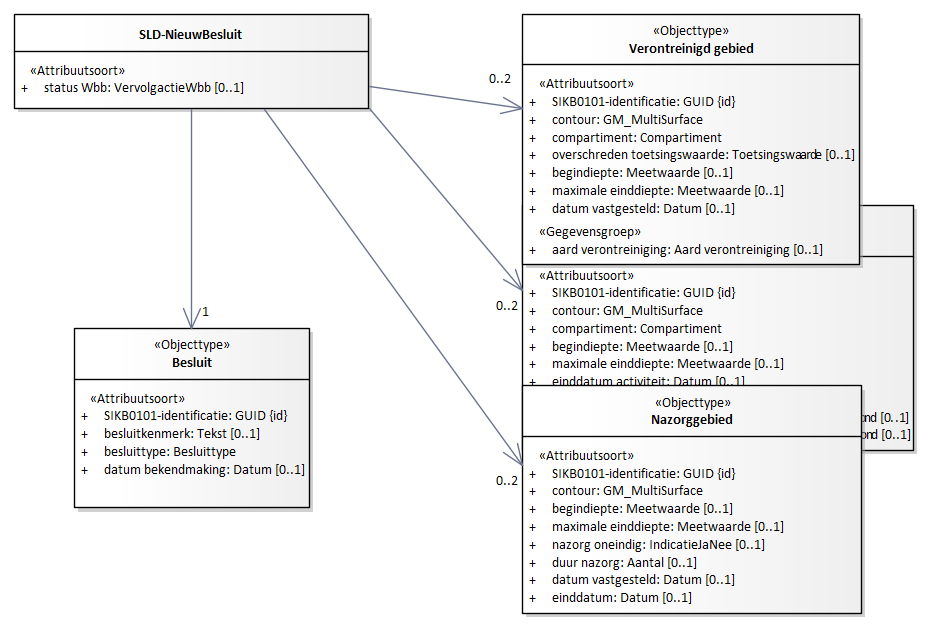 SLD-NieuwBesluit
«Attribuutsoort»
+ status Wbb: VervolgactieWbb [0..1]
0..2
0..2
0..2
1
«Objecttype»
Besluit
«Attribuutsoort»
+ SIKB0101-identificatie: GUID {id}
+ besluitkenmerk: Tekst [0..1]
+ besluittype: Besluittype
+ datum bekendmaking: Datum [0..1]
«Objecttype»
Verontreinigd gebied
«Attribuutsoort»
+ SIKB0101-identificatie: GUID {id}
+ contour: GM_MultiSurface
+ compartiment: Compartiment
+ overschreden toetsingswaarde: Toetsingswaarde [0..1]
+ begindiepte: Meetwaarde [0..1]
+ maximale einddiepte: Meetwaarde [0..1]
+ datum vastgesteld: Datum [0..1]
«Gegevensgroep»
+ aard verontreiniging: Aard verontreiniging [0..1]
«Attribuutsoort»
+ SIKB0101-identificatie: GUID {id}
+ contour: GM_MultiSurface
+ compartiment: Compartiment
+ begindiepte: Meetwaarde [0..1]
+ maximale einddiepte: Meetwaarde [0..1]
+ einddatum activiteit: Datum [0..1]
ond [0..1]
ond [0..1]
«Objecttype»
Nazorggebied
«Attribuutsoort»
+ SIKB0101-identificatie: GUID {id}
+ contour: GM_MultiSurface
+ begindiepte: Meetwaarde [0..1]
+ maximale einddiepte: Meetwaarde [0..1]
+ nazorg oneindig: IndicatieJaNee [0..1]
+ duur nazorg: Aantal [0..1]
+ datum vastgesteld: Datum [0..1]
+ einddatum: Datum [0..1]